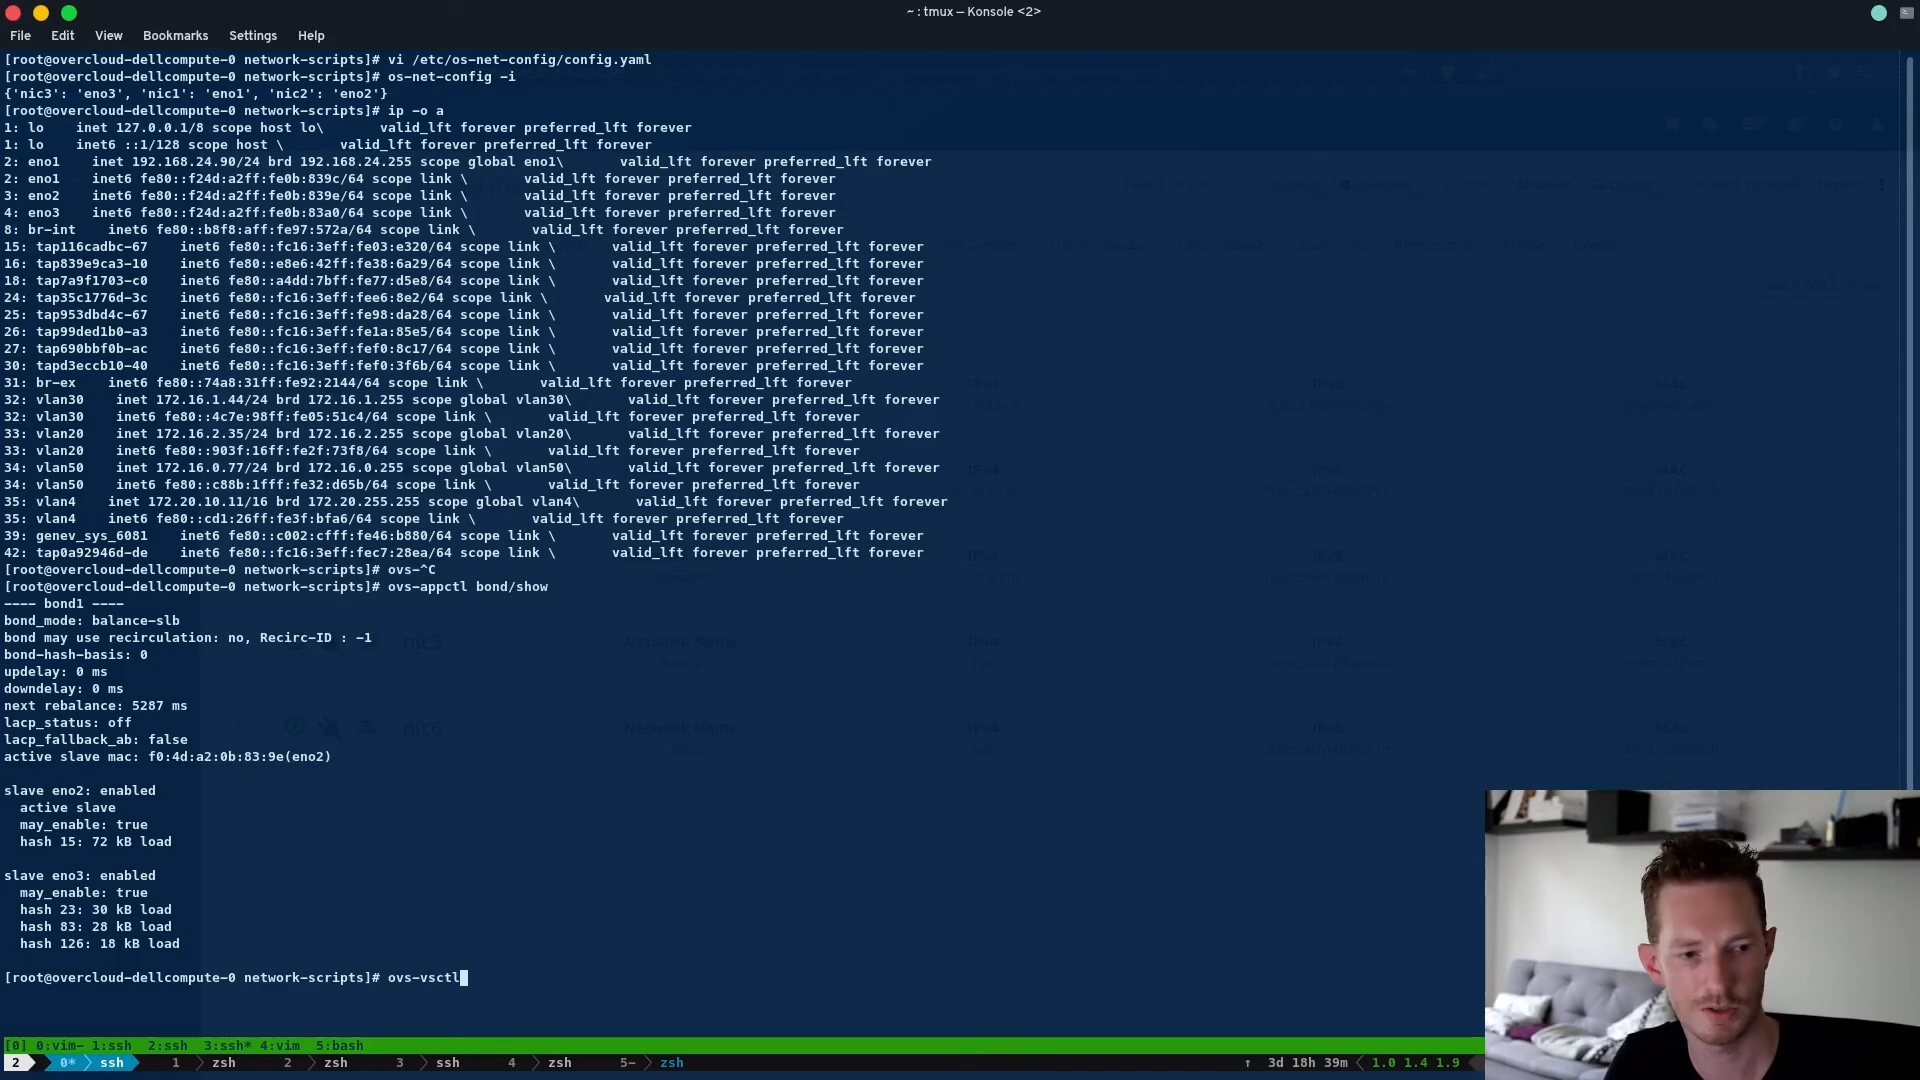 ~ : tmux — Konsole <2>
File Edit View Bookmarks Settings Help
[root@overcloud-dellcompute-0 network-scripts]# vi /etc/os-net-config/config.yaml
[root@overcloud-dellcompute-0 network-scripts]# os-net-config -i
{'nic3': 'eno3', 'nic1': 'eno1', 'nic2': 'eno2'}
[root@overcloud-dellcompute-0 network-scripts]# ip -o a
1: lo    inet 127.0.0.1/8 scope host lo\       valid_lft forever preferred_lft forever
1: lo    inet6 ::1/128 scope host \       valid_lft forever preferred_lft forever
2: eno1    inet 192.168.24.90/24 brd 192.168.24.255 scope global eno1\       valid_lft forever preferred_lft forever
2: eno1    inet6 fe80::f24d:a2ff:fe0b:839c/64 scope link \       valid_lft forever preferred_lft forever
3: eno2    inet6 fe80::f24d:a2ff:fe0b:839e/64 scope link \       valid_lft forever preferred_lft forever
4: eno3    inet6 fe80::f24d:a2ff:fe0b:83a0/64 scope link \       valid_lft forever preferred_lft forever
8: br-int    inet6 fe80::b8f8:aff:fe97:572a/64 scope link \       valid_lft forever preferred_lft forever
15: tap116cadbc-67    inet6 fe80::fc16:3eff:fe03:e320/64 scope link \       valid_lft forever preferred_lft forever
16: tap839e9ca3-10    inet6 fe80::e8e6:42ff:fe38:6a29/64 scope link \       valid_lft forever preferred_lft forever
18: tap7a9f1703-c0    inet6 fe80::a4dd:7bff:fe77:d5e8/64 scope link \       valid_lft forever preferred_lft forever
24: tap35c1776d-3c    inet6 fe80::fc16:3eff:fee6:8e2/64 scope link \       valid_lft forever preferred_lft forever
25: tap953dbd4c-67    inet6 fe80::fc16:3eff:fe98:da28/64 scope link \       valid_lft forever preferred_lft forever
26: tap99ded1b0-a3    inet6 fe80::fc16:3eff:fe1a:85e5/64 scope link \       valid_lft forever preferred_lft forever
27: tap690bbf0b-ac    inet6 fe80::fc16:3eff:fef0:8c17/64 scope link \       valid_lft forever preferred_lft forever
30: tapd3eccb10-40    inet6 fe80::fc16:3eff:fef0:3f6b/64 scope link \       valid_lft forever preferred_lft forever
31: br-ex    inet6 fe80::74a8:31ff:fe92:2144/64 scope link \       valid_lft forever preferred_lft forever
32: vlan30    inet 172.16.1.44/24 brd 172.16.1.255 scope global vlan30\       valid_lft forever preferred_lft forever
32: vlan30    inet6 fe80::4c7e:98ff:fe05:51c4/64 scope link \       valid_lft forever preferred_lft forever
33: vlan20    inet 172.16.2.35/24 brd 172.16.2.255 scope global vlan20\       valid_lft forever preferred_lft forever
33: vlan20    inet6 fe80::903f:16ff:fe2f:73f8/64 scope link \       valid_lft forever preferred_lft forever
34: vlan50    inet 172.16.0.77/24 brd 172.16.0.255 scope global vlan50\       valid_lft forever preferred_lft forever
34: vlan50    inet6 fe80::c88b:1fff:fe32:d65b/64 scope link \       valid_lft forever preferred_lft forever
35: vlan4    inet 172.20.10.11/16 brd 172.20.255.255 scope global vlan4\       valid_lft forever preferred_lft forever
35: vlan4    inet6 fe80::cd1:26ff:fe3f:bfa6/64 scope link \       valid_lft forever preferred_lft forever
39: genev_sys_6081    inet6 fe80::c002:cfff:fe46:b880/64 scope link \       valid_lft forever preferred_lft forever
42: tap0a92946d-de    inet6 fe80::fc16:3eff:fec7:28ea/64 scope link \       valid_lft forever preferred_lft forever
[root@overcloud-dellcompute-0 network-scripts]# ovs-^C
[root@overcloud-dellcompute-0 network-scripts]# ovs-appctl bond/show
---- bond1 ----
bond_mode: balance-slb
bond may use recirculation: no, Recirc-ID : -1
bond-hash-basis: 0
updelay: 0 ms
downdelay: 0 ms
next rebalance: 5287 ms
lacp_status: off
lacp_fallback_ab: false
active slave mac: f0:4d:a2:0b:83:9e(eno2)
slave eno2: enabled
  active slave
  may_enable: true
  hash 15: 72 kB load
slave eno3: enabled
  may_enable: true
  hash 23: 30 kB load
  hash 83: 28 kB load
  hash 126: 18 kB load
[root@overcloud-dellcompute-0 network-scripts]# ovs-vsctl
nic5 Network Name IPv4 IPv6 MAC
nic6 Network Name IPv4 IPv6 MAC
[0] 0:vim- 1:ssh  2:ssh  3:ssh* 4:vim  5:bash
2 0* ssh 1 zsh 2 zsh 3 ssh 4 zsh 5- zsh ↑ 3d 18h 39m 1.0 1.4 1.9